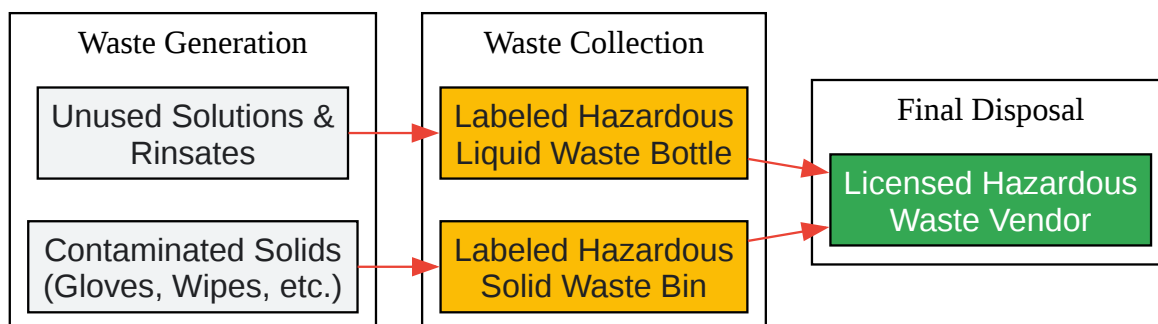 Waste Generation
Unused Solutions &
Rinsates
Contaminated Solids
(Gloves, Wipes, etc.)
Waste Collection
Labeled Hazardous
Liquid Waste Bottle
Labeled Hazardous
Solid Waste Bin
Final Disposal
Licensed Hazardous
Waste Vendor